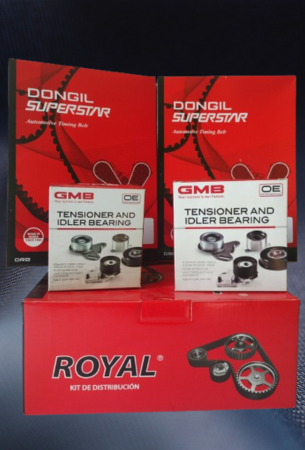 DONGIL
SUPERSTAR
Automotive Timing Belt
DONGIL
SUPERSTAR
Automotive Timing Belt
GMB
OE
TENSIONER AND
IDLER BEARING
GMB
OE
TENSIONER AND
IDLER BEARING
DRB
ROYAL®
KIT DE DISTRIBUCIÓN